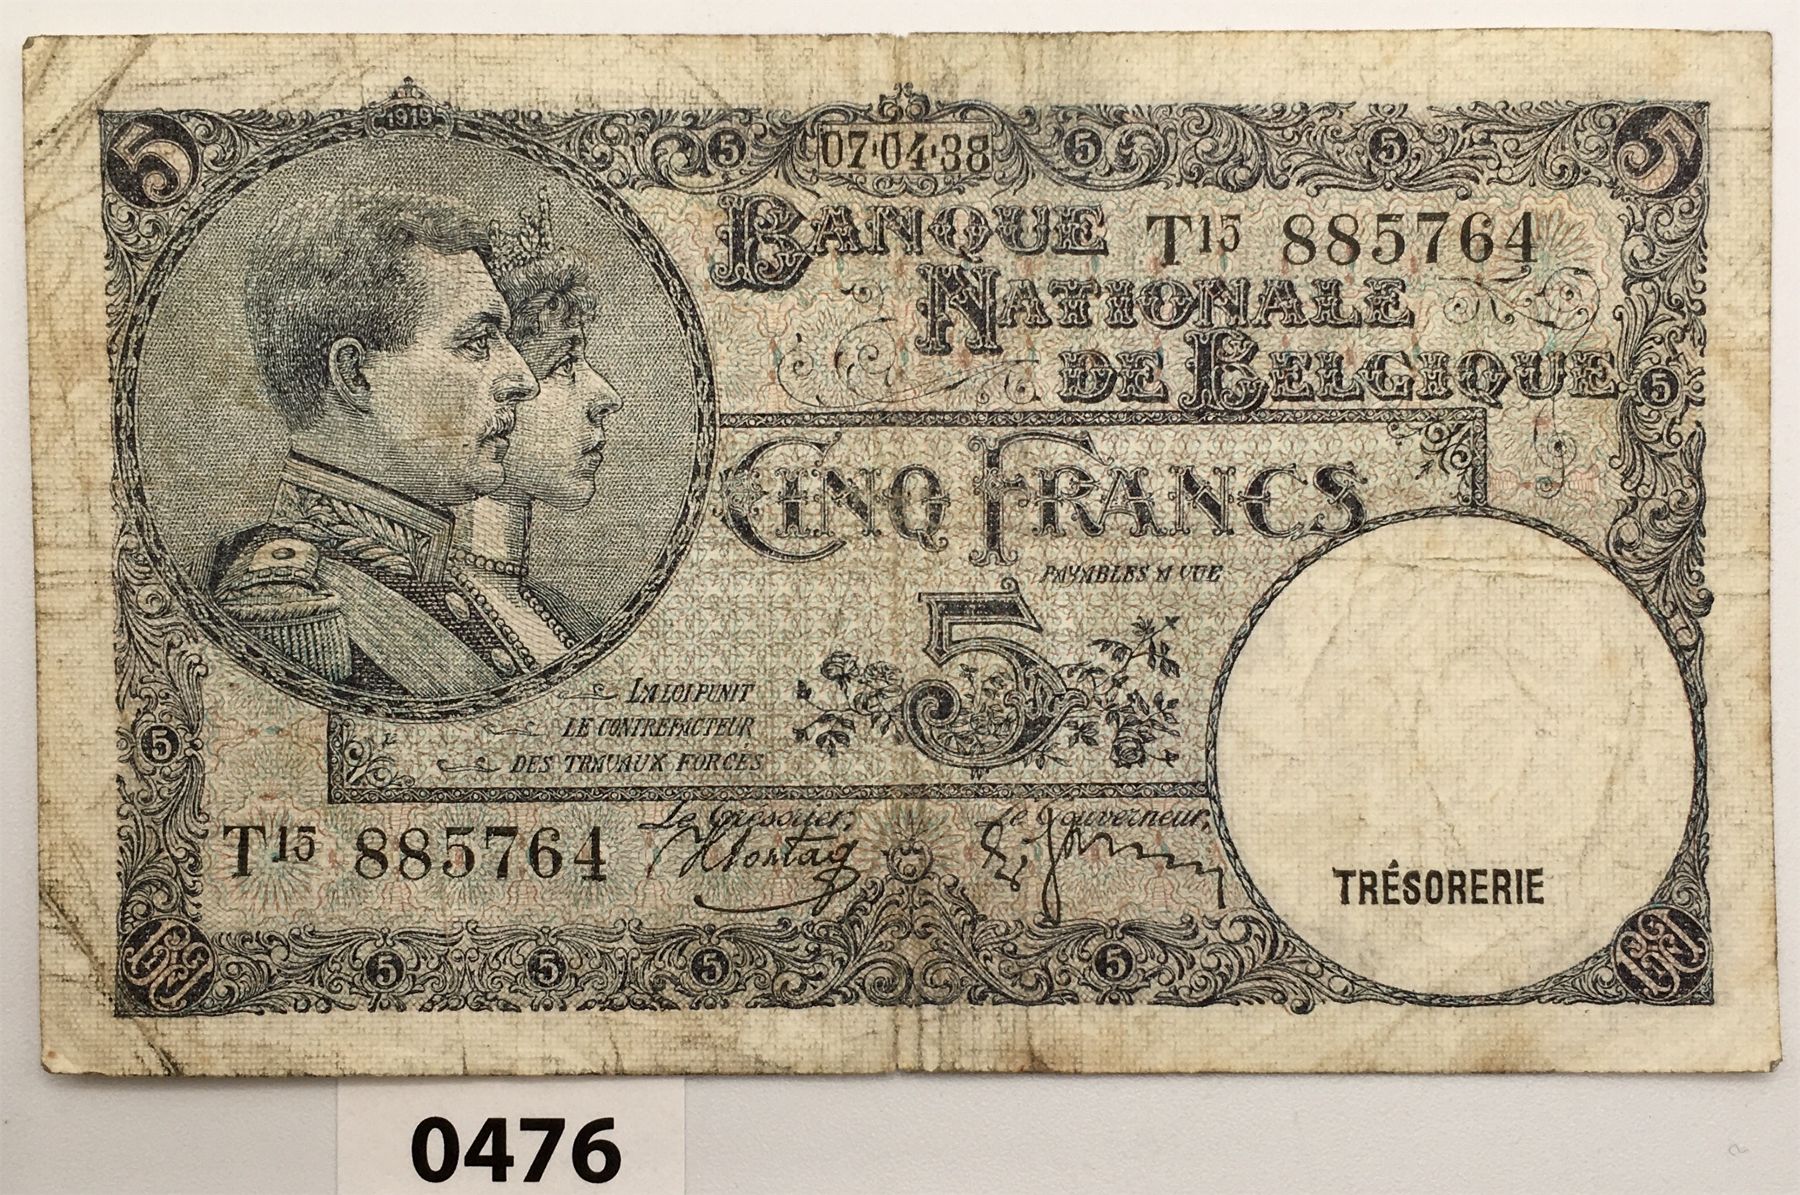 1919
5 5 07·04·38 5 5 5
BANQUE T15 885764
NATIONALE
DE BELGIQUE 5
CINQ FRANCS
PAYABLES A VUE
5
LA LOI PUNIT
LE CONTREFACTEUR
5 DES TRAVAUX FORCÉS
Le Trésorier, Le Gouverneur,
T15 885764
TRÉSORERIE
5 5 5 5
0476